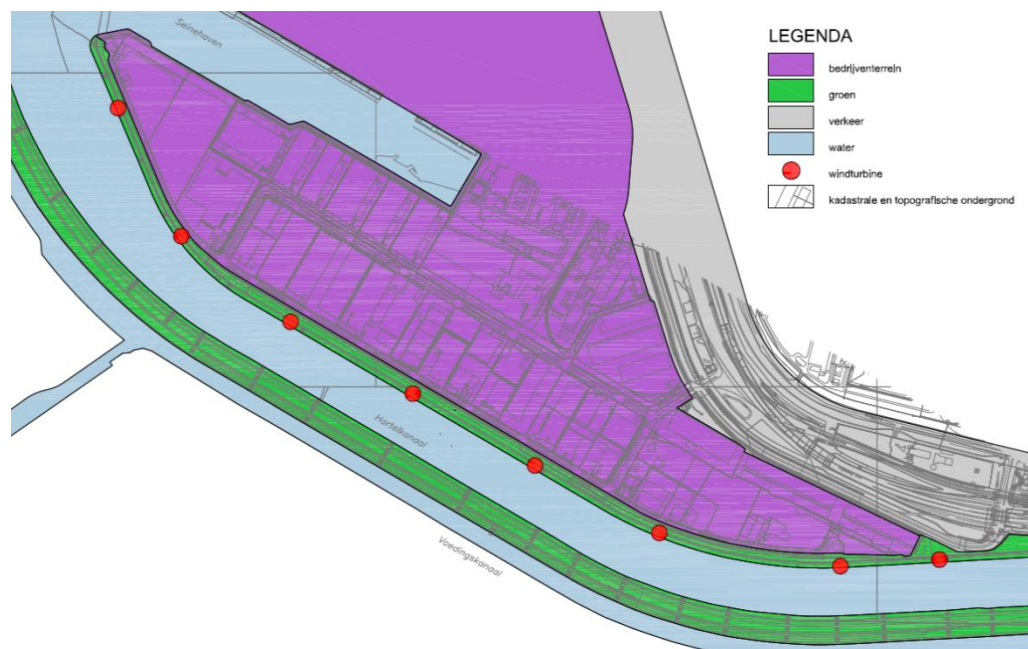 Seinehaven
LEGENDA
bedrijventerrein
groen
verkeer
water
windturbine
kadastrale en topografische ondergrond
Hartelkanaal
Voedingskanaal